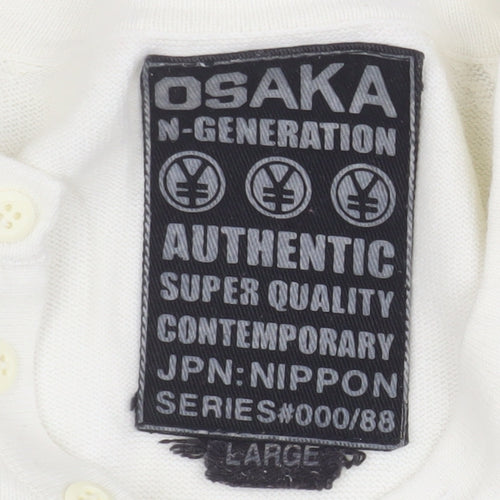 OSAKA
N-GENERATION
¥ ¥ ¥
AUTHENTIC
SUPER QUALITY
CONTEMPORARY
JPN:NIPPON
SERIES#000/88
LARGE